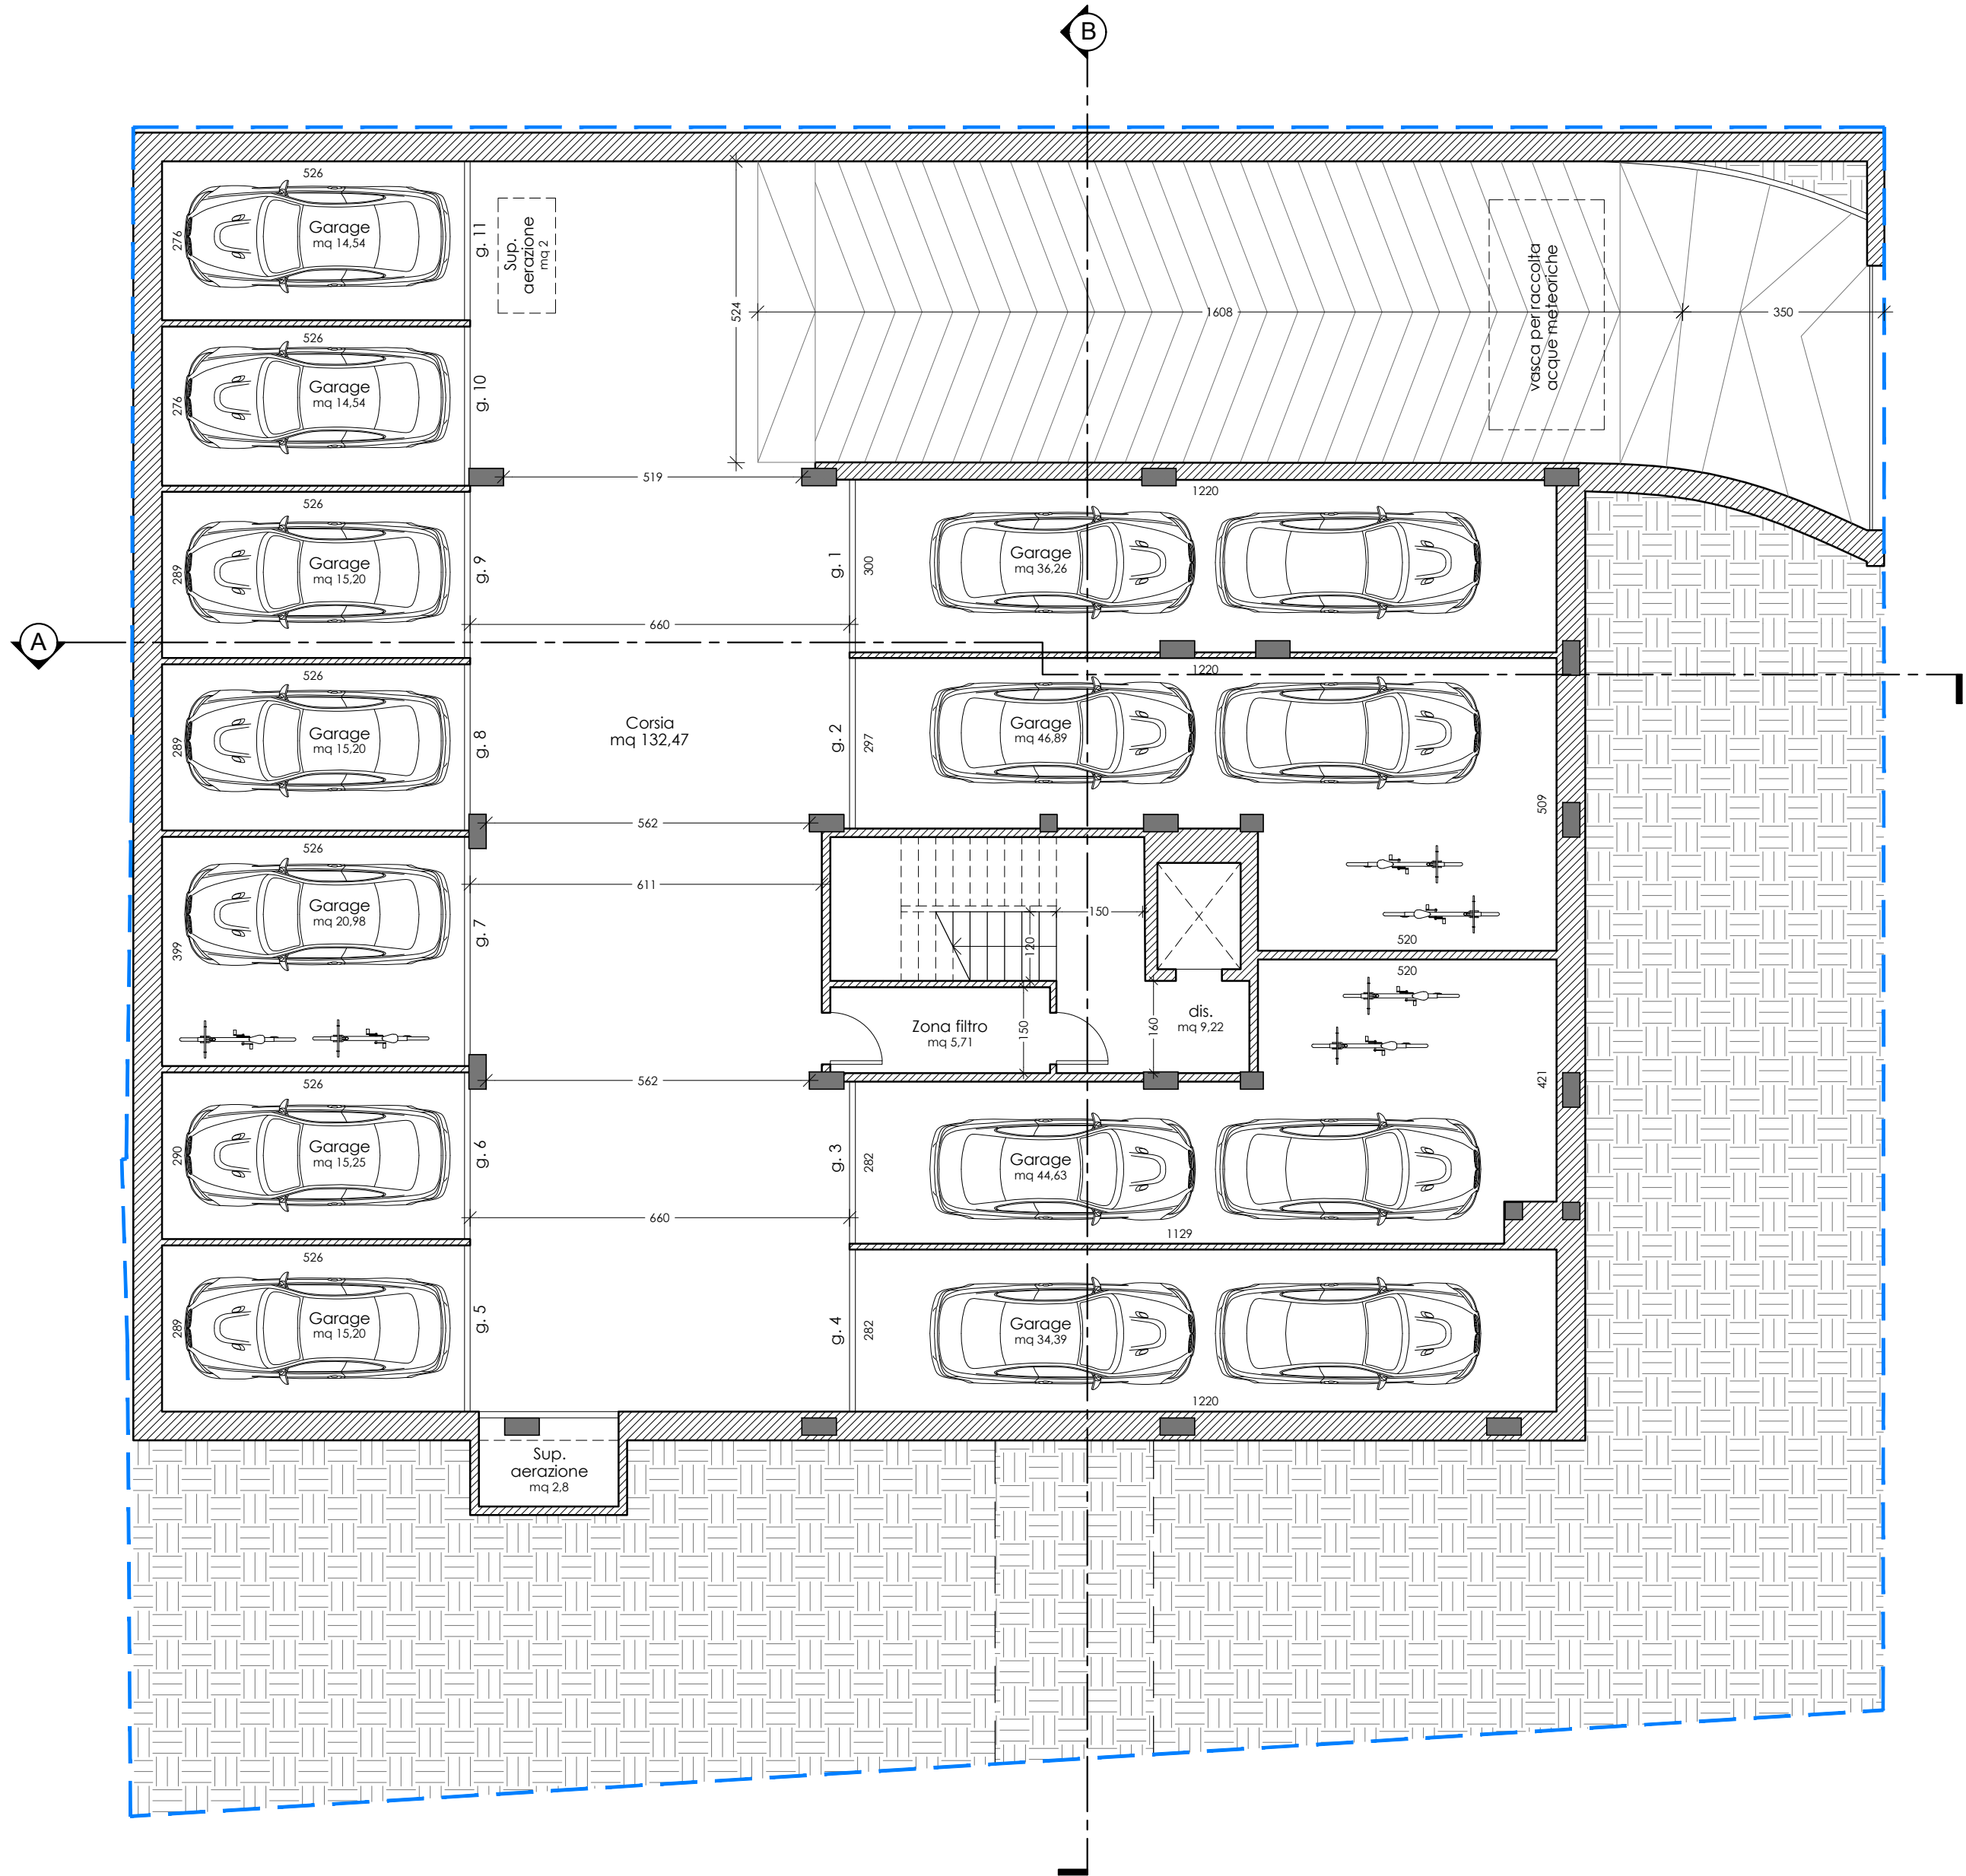 B
526
Garage
mq 14,54
276
g. 11
Sup.
aerazione
mq 2
524
1608
vasca per raccolta
acque meteoriche
350
526
Garage
mq 14,54
276
g. 10
519
526
Garage
mq 15,20
289
g. 9
g. 1
300
1220
Garage
mq 36,26
660
A
526
Garage
mq 15,20
289
g. 8
Corsia
mq 132,47
g. 2
297
1220
Garage
mq 46,89
509
562
526
Garage
mq 20,98
399
g. 7
611
150
120
520
520
Zona filtro
mq 5,71
150
160
dis.
mq 9,22
421
562
526
Garage
mq 15,25
290
g. 6
g. 3
282
Garage
mq 44,63
660
1129
526
Garage
mq 15,20
289
g. 5
g. 4
282
Garage
mq 34,39
1220
Sup.
aerazione
mq 2,8